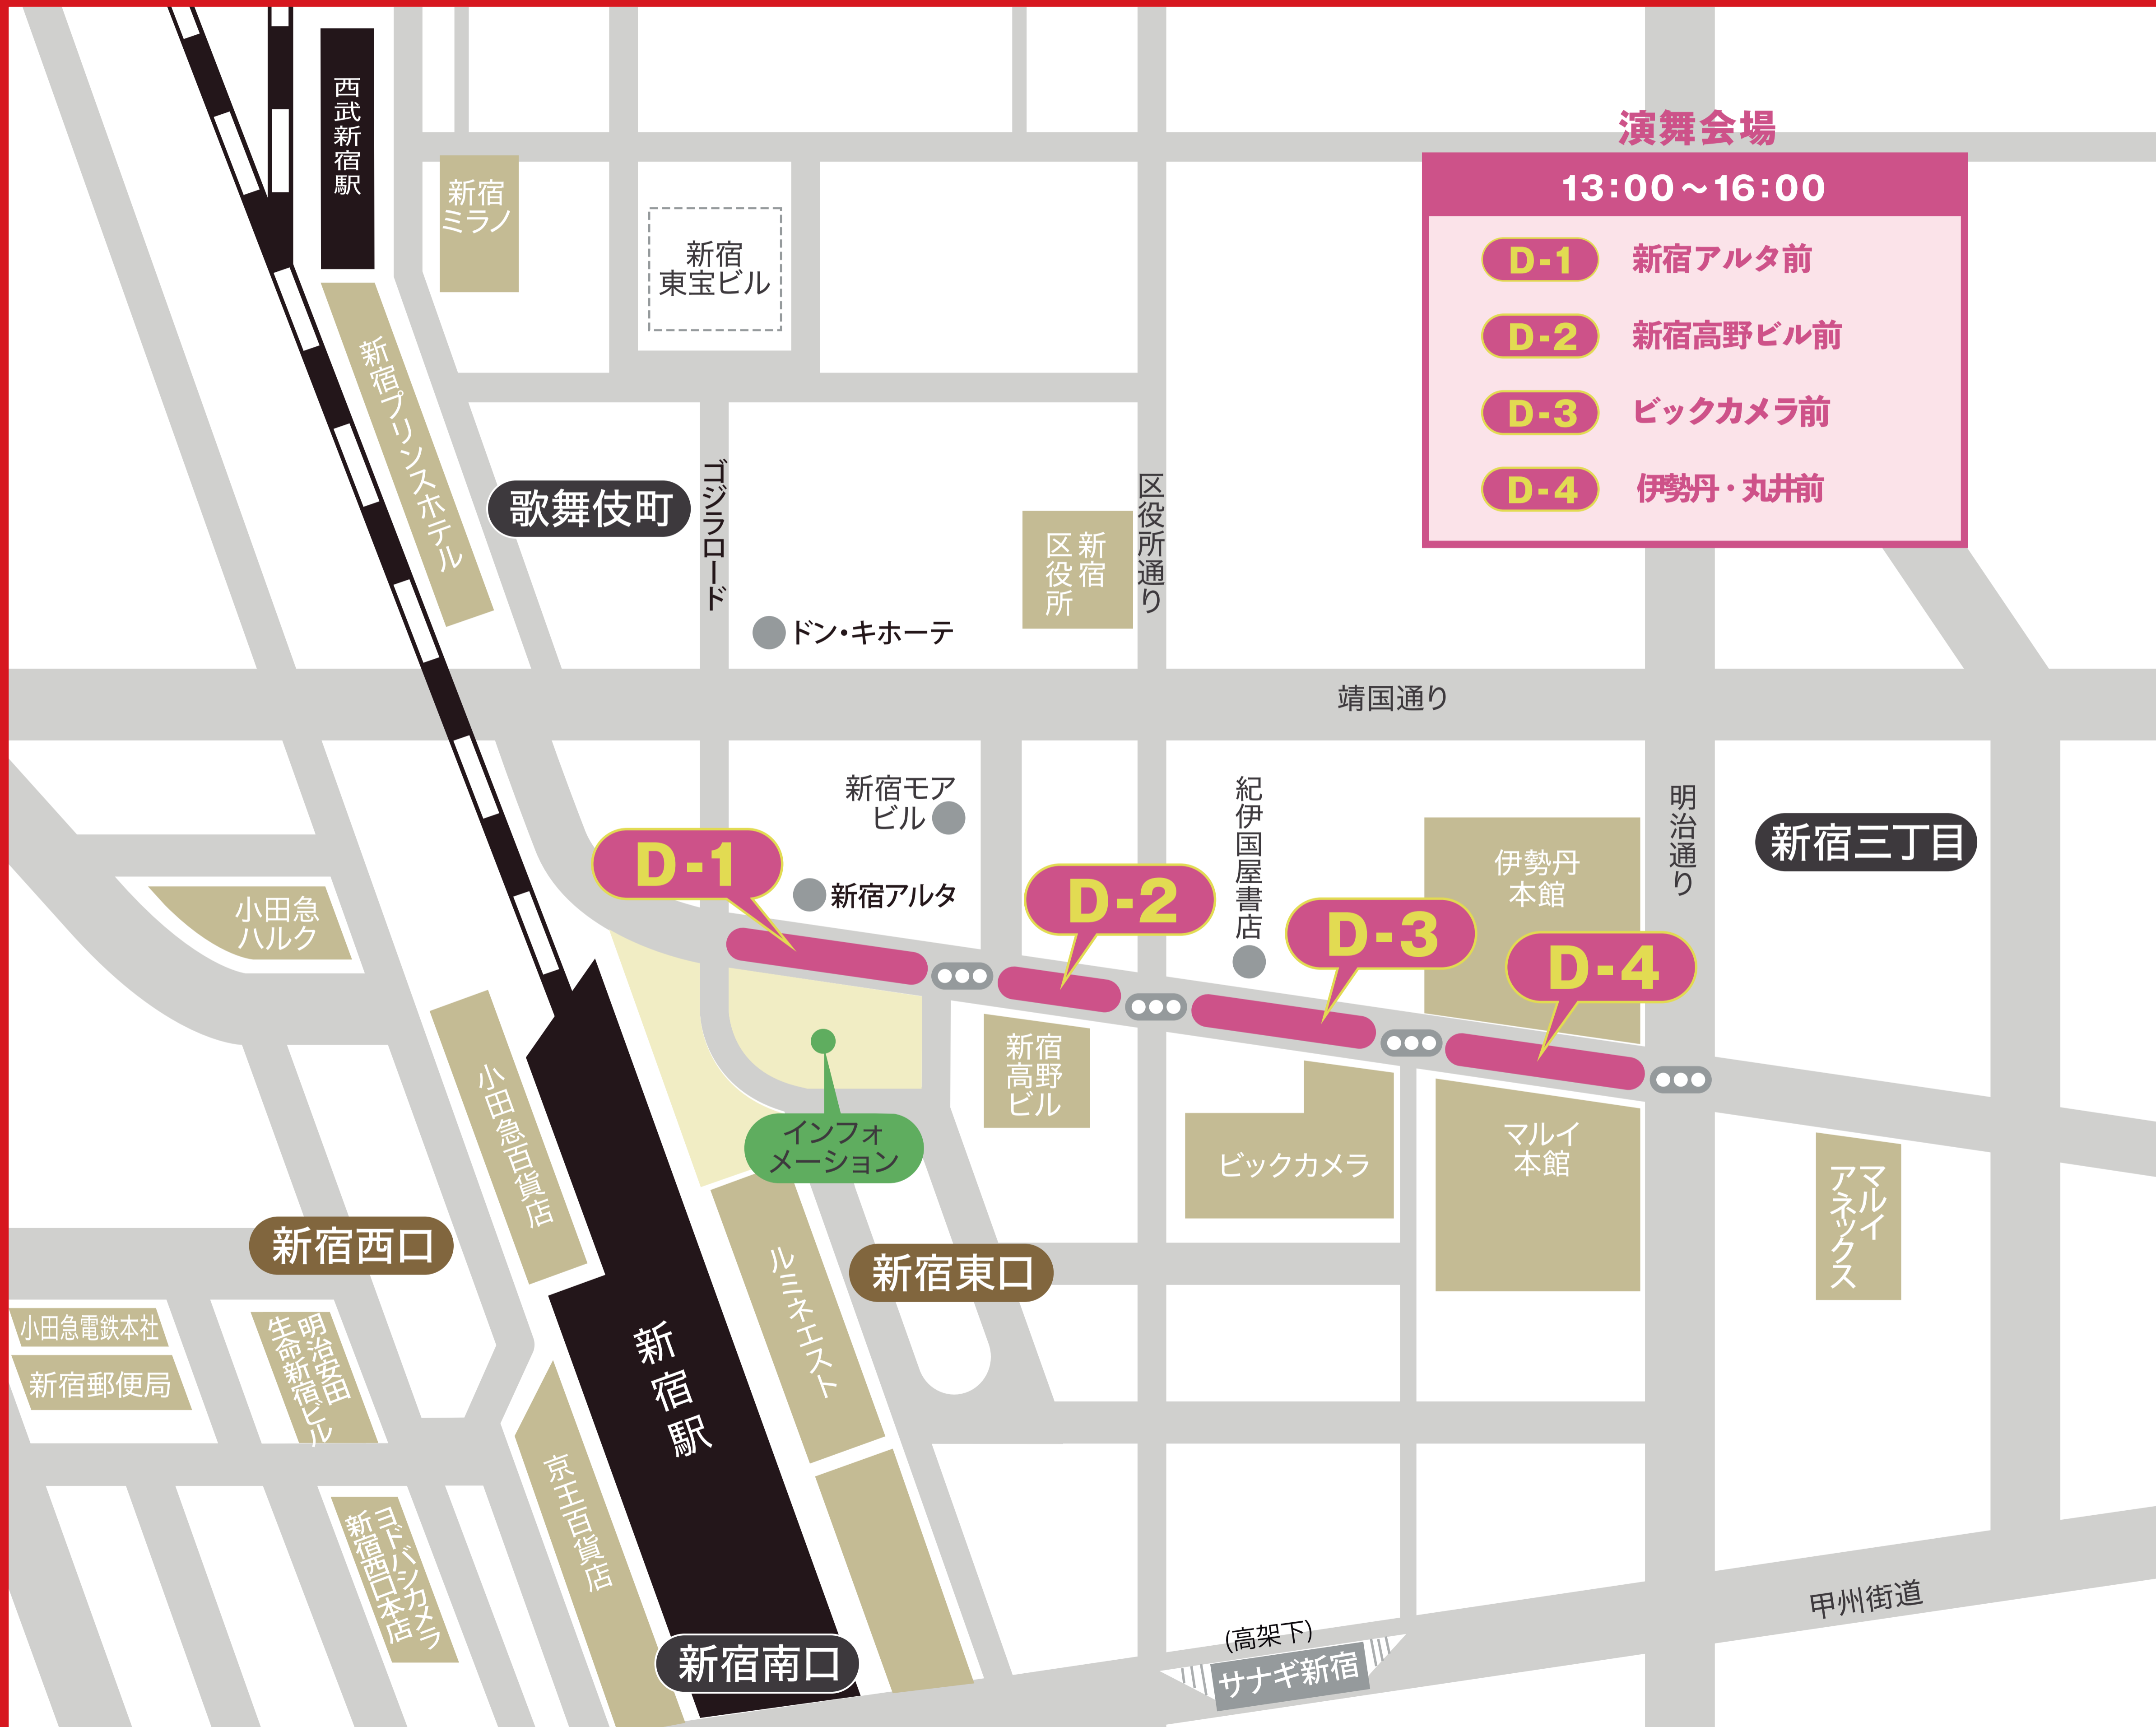 西武新宿駅
新宿
ミラノ
新宿
東宝ビル
演舞会場
13:00～16:00
D-1 新宿アルタ前
D-2 新宿高野ビル前
D-3 ビックカメラ前
D-4 伊勢丹・丸井前
新宿プリンスホテル
歌舞伎町
ゴジラロード
ドン・キホーテ
新宿
区役所
区役所通り
靖国通り
新宿モア
ビル
新宿アルタ
紀伊国屋書店
伊勢丹
本館
明治通り
新宿三丁目
D-1
D-2
D-3
D-4
小田急
ハルク
小田急百貨店
新宿
高野
ビル
インフォ
メーション
ビックカメラ
マルイ
本館
マルイ
アネックス
新宿西口
新宿東口
ルミネエスト
小田急電鉄本社
新宿郵便局
明治安田
生命新宿ビル
新宿駅
京王百貨店
ヨドバシカメラ
新宿西口本店
新宿南口
(高架下)
サナギ新宿
甲州街道